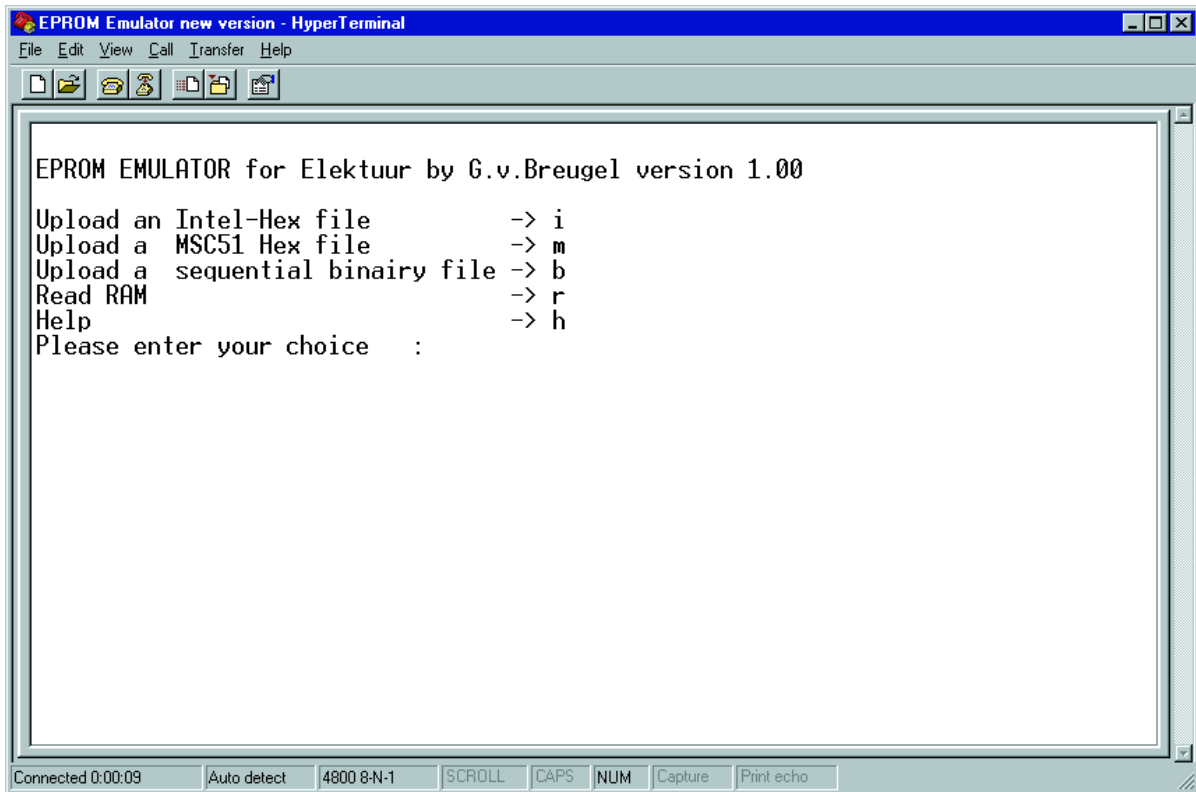 EPROM Emulator new version - HyperTerminal
File Edit View Call Transfer Help
EPROM EMULATOR for Elektuur by G.v.Breugel version 1.00
Upload an Intel-Hex file -> i
Upload a MSC51 Hex file -> m
Upload a sequential binairy file -> b
Read RAM -> r
Help -> h
Please enter your choice :
Connected 0:00:09 Auto detect 4800 8-N-1 SCROLL CAPS NUM Capture Print echo